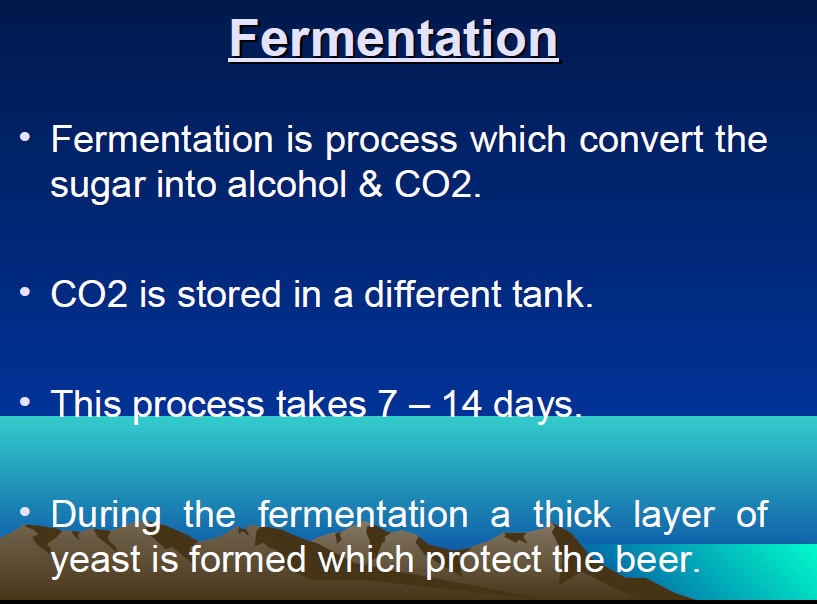 Fermentation
• Fermentation is process which convert the
sugar into alcohol & CO2.
• CO2 is stored in a different tank.
• This process takes 7 – 14 days.
• During the fermentation a thick layer of
yeast is formed which protect the beer.